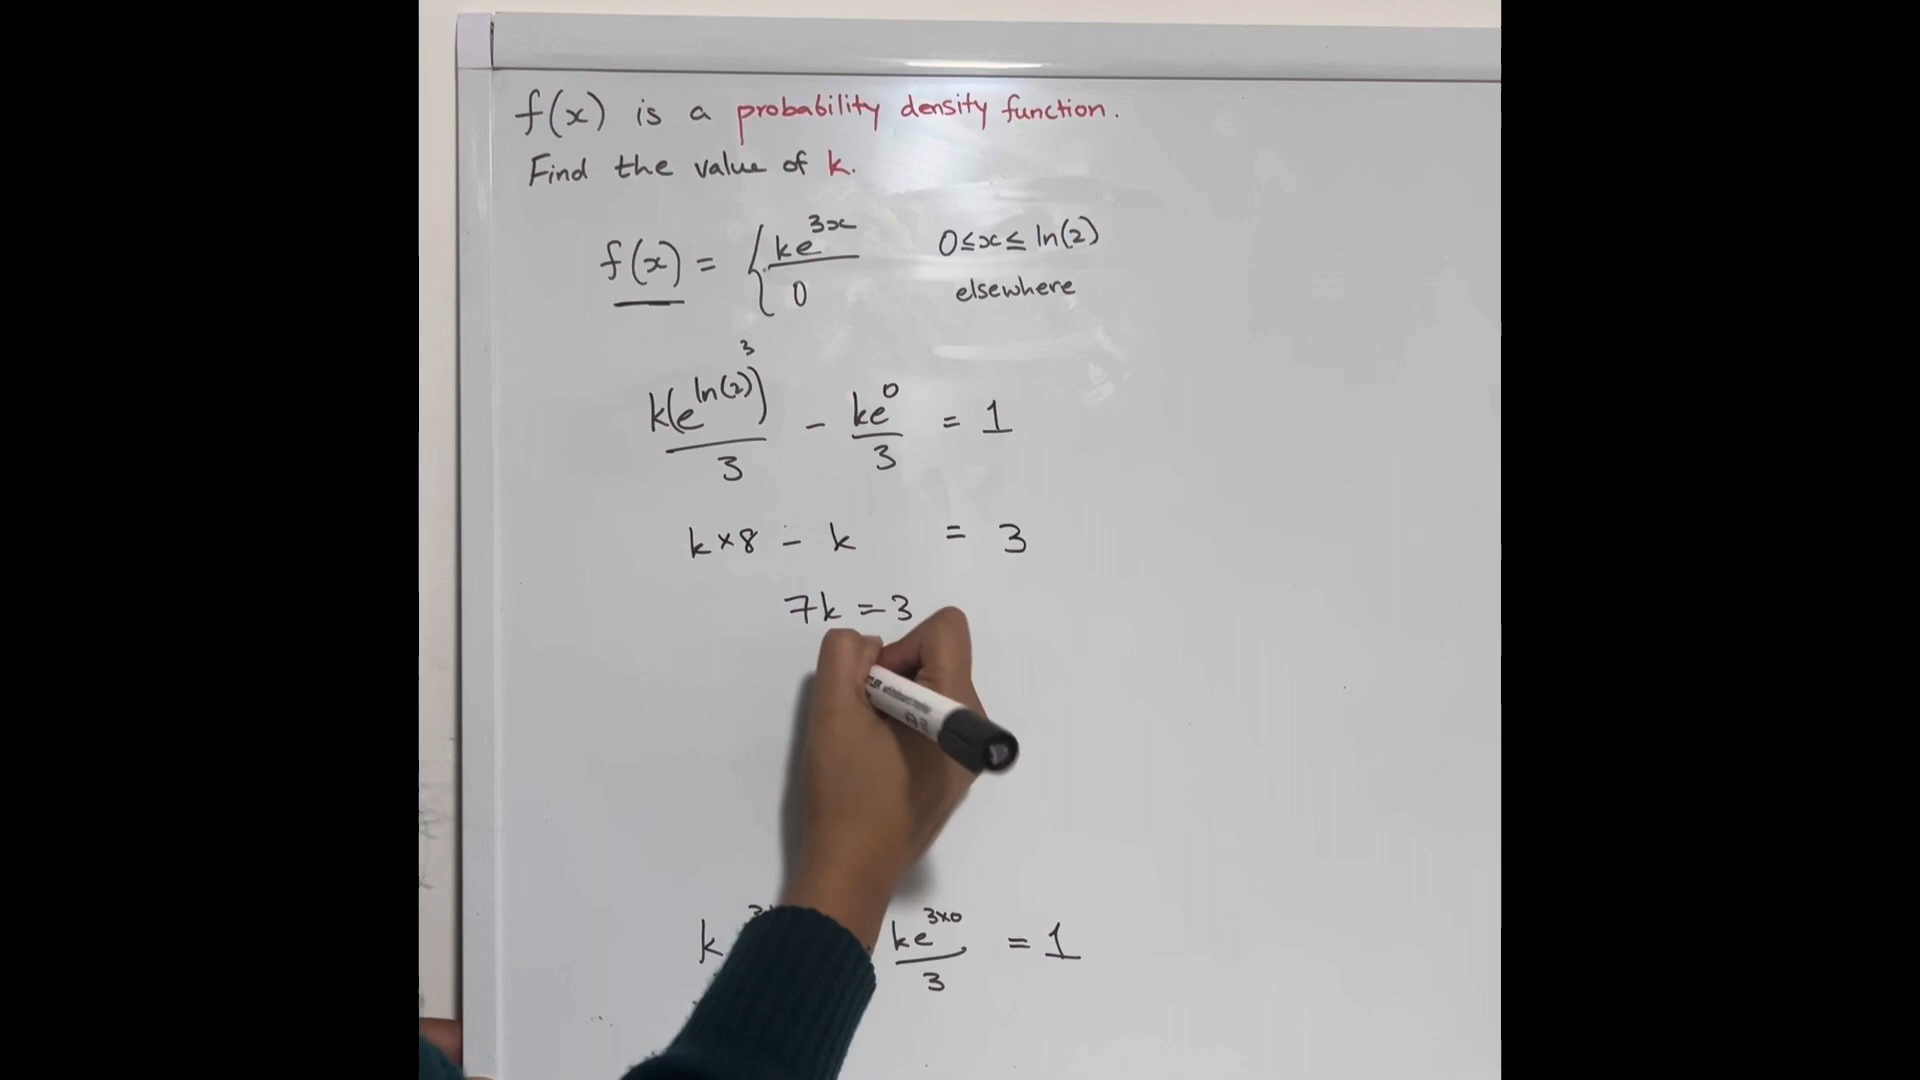 f(x) is a probability density function.
Find the value of k.
f(x) = { ke^{3x} 0≤x≤ ln(2)
0 elsewhere
k(e^{ln(2)})^3 / 3 - ke^0 / 3 = 1
k×8 - k = 3
7k = 3
k ke^{3×0} / 3 = 1